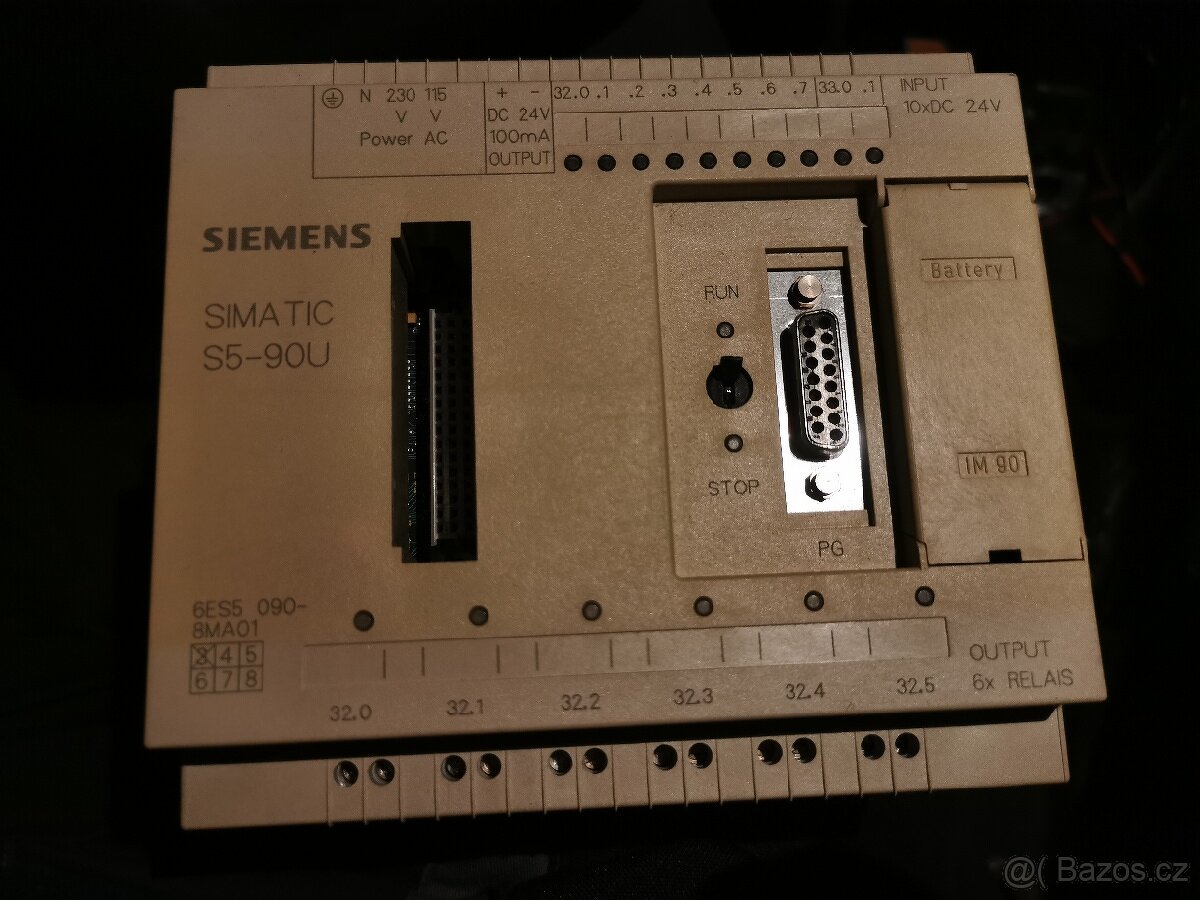 N 230 115
V V
Power AC
+ -
DC 24V
100mA
OUTPUT
32.0 .1 .2 .3 .4 .5 .6 .7 33.0 .1
INPUT
10xDC 24V
SIEMENS
SIMATIC
S5-90U
RUN
STOP
PG
Battery
IM 90
6ES5 090-
8MA01
3 4 5
6 7 8
32.0 32.1 32.2 32.3 32.4 32.5
OUTPUT
6x RELAIS
@( Bazos.cz